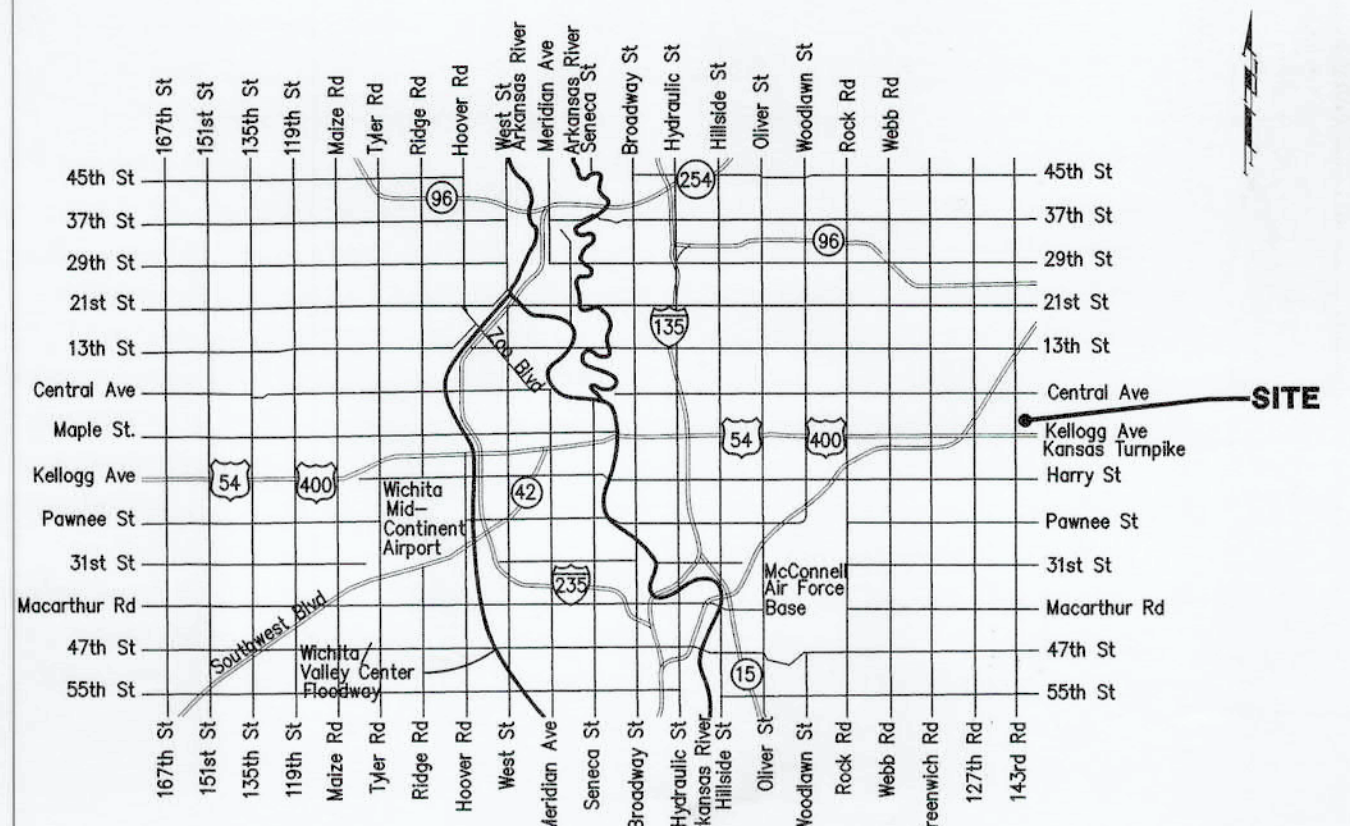 167th St
151st St
135th St
119th St
Maize Rd
Tyler Rd
Ridge Rd
Hoover Rd
West St
Arkansas River
Meridian Ave
Arkansas River
Seneca St
Broadway St
Hydraulic St
Hillside St
Oliver St
Woodlawn St
Rock Rd
Webb Rd
45th St
37th St
29th St
21st St
13th St
Central Ave
Maple St.
Kellogg Ave
Pawnee St
31st St
Macarthur Rd
47th St
55th St
96
254
96
135
Zoo Blvd
54
400
54
400
42
Wichita
Mid-
Continent
Airport
235
McConnell
Air Force
Base
Southwest Blvd
Wichita/
Valley Center
Floodway
15
45th St
37th St
29th St
21st St
13th St
Central Ave
SITE
Kellogg Ave
Kansas Turnpike
Harry St
Pawnee St
31st St
Macarthur Rd
47th St
55th St
167th St
151st St
135th St
119th St
Maize Rd
Tyler Rd
Ridge Rd
Hoover Rd
West St
Meridian Ave
Seneca St
Broadway St
Hydraulic St
rkansas River
Hillside St
Oliver St
Woodlawn St
Rock Rd
Webb Rd
reenwich Rd
127th Rd
143rd Rd